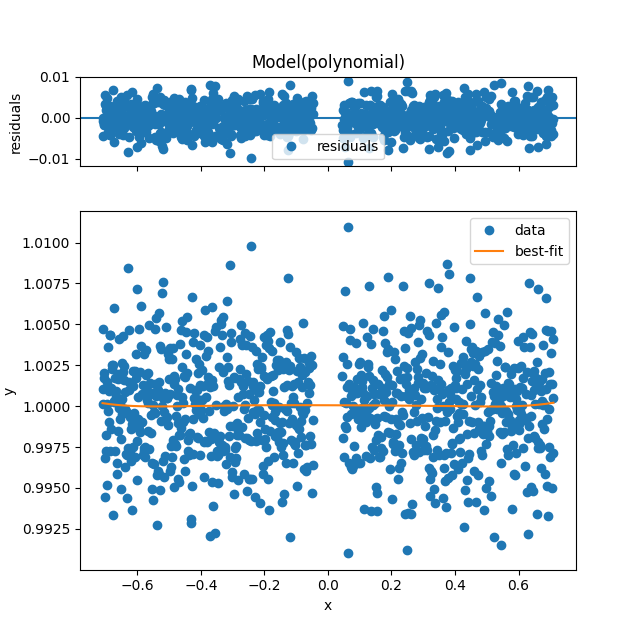 Model(polynomial)
0.01
0.00
−0.01
residuals
residuals
1.0100
1.0075
1.0050
1.0025
1.0000
0.9975
0.9950
0.9925
y
data
best-fit
−0.6 −0.4 −0.2 0.0 0.2 0.4 0.6
x